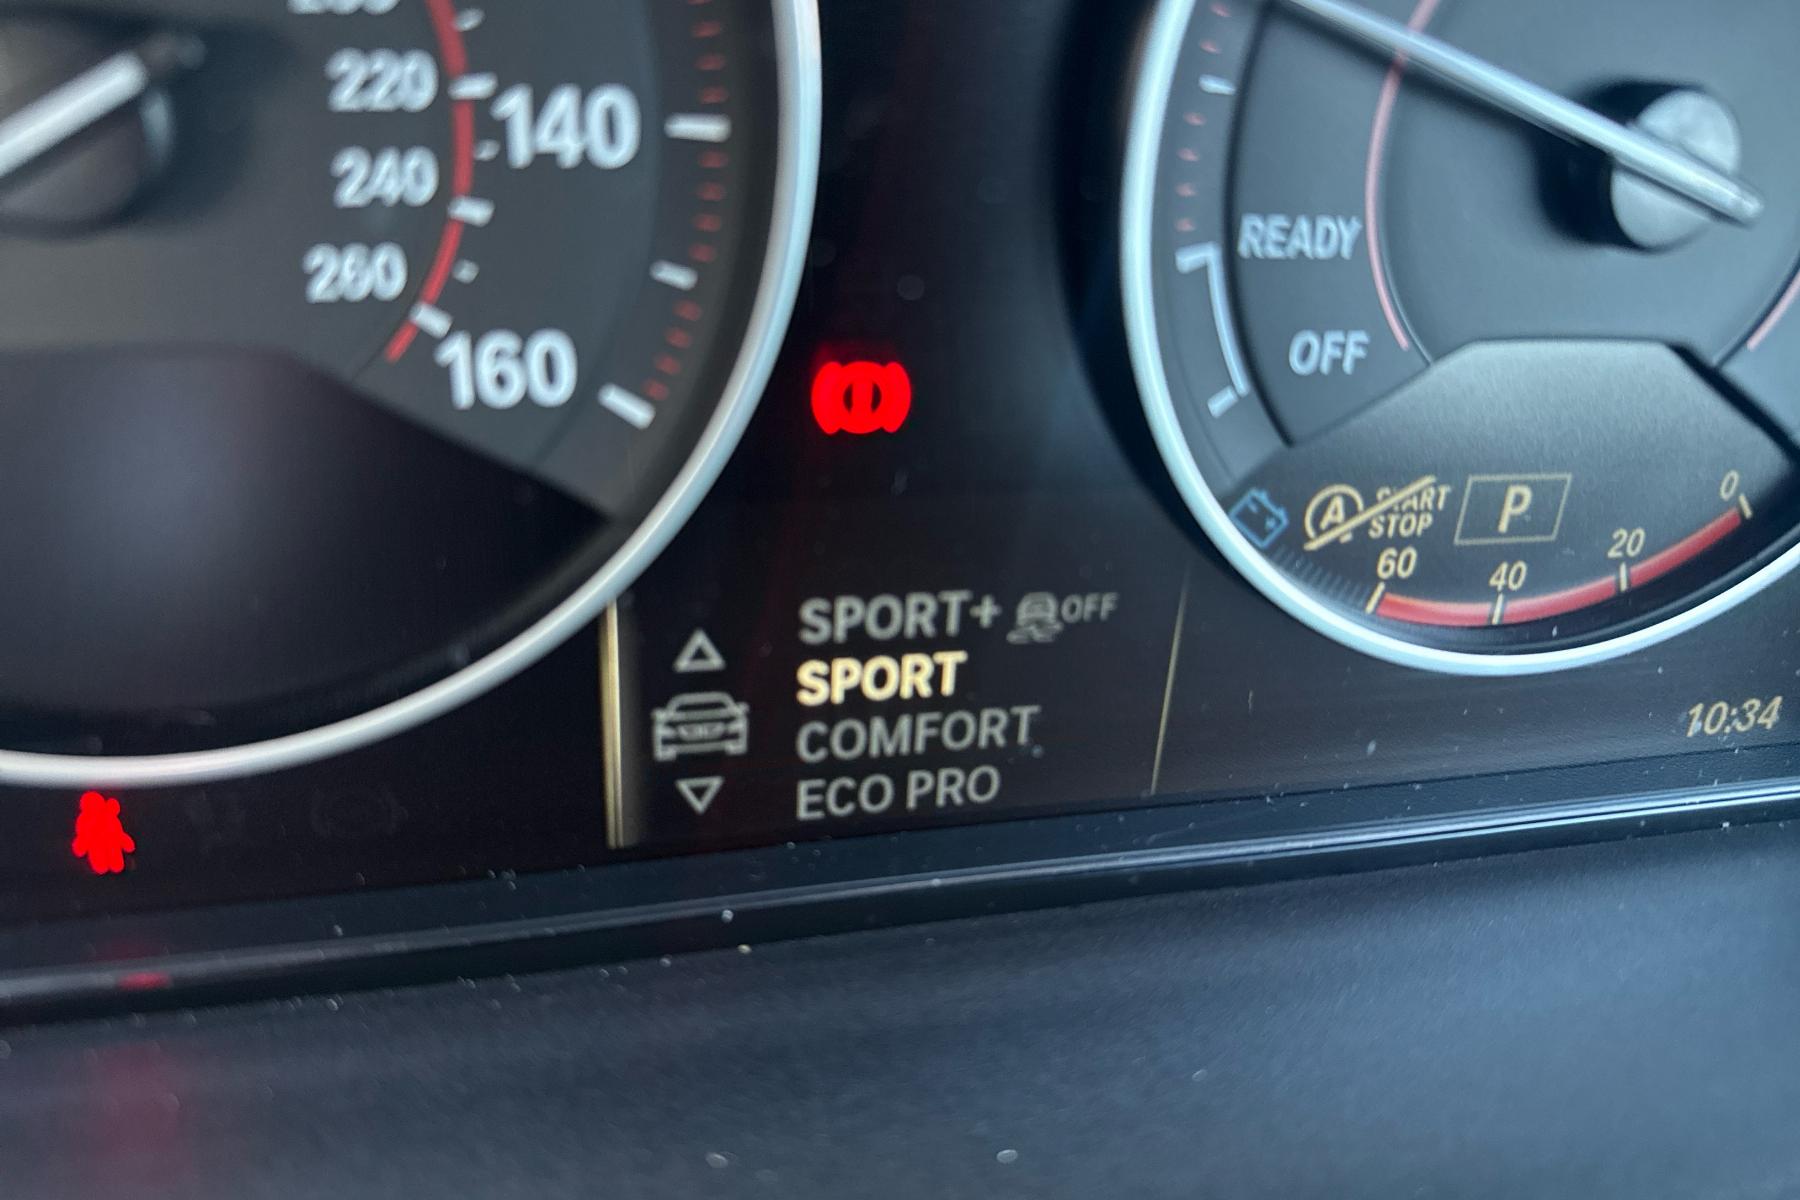 220
140
240
260
160
READY
OFF
A START
STOP
P
0
20
40
60
SPORT+ OFF
SPORT
COMFORT
ECO PRO
10:34